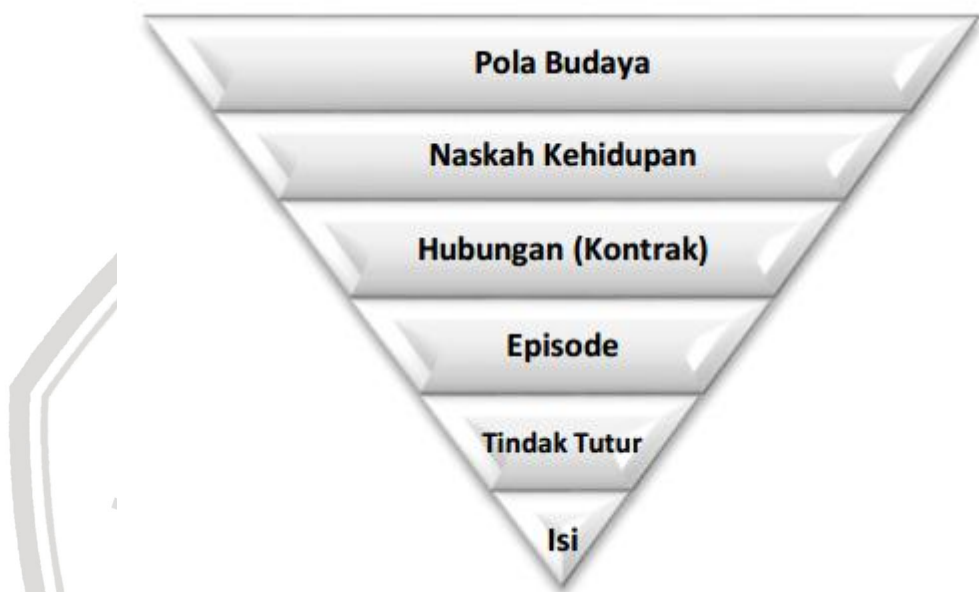 Pola Budaya
Naskah Kehidupan
Hubungan (Kontrak)
Episode
Tindak Tutur
Isi